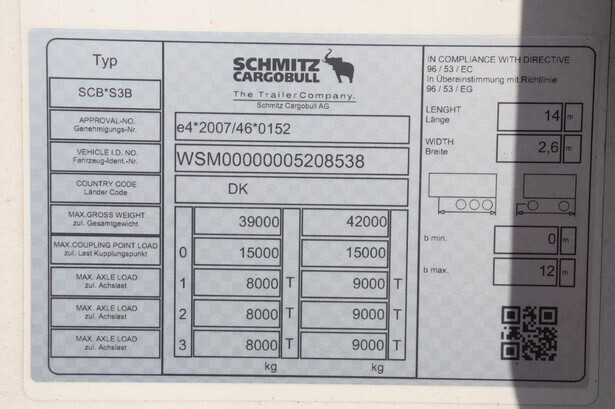 Typ
SCB*S3B
APPROVAL-NO.
Genehmigungs-Nr.
VEHICLE I.D. NO.
Fahrzeug-Ident.-Nr.
COUNTRY CODE
Länder Code
MAX.GROSS WEIGHT
zul. Gesamtgewicht
MAX.COUPLING POINT LOAD
zul. Last Kupplungspunkt
MAX. AXLE LOAD
zul. Achslast
MAX. AXLE LOAD
zul. Achslast
MAX. AXLE LOAD
zul. Achslast
SCHMITZ
CARGOBULL
The TrailerCompany.
Schmitz Cargobull AG
e4*2007/46*0152
WSM00000005208538
DK
39000 42000
0 15000 15000
1 8000 T 9000 T
2 8000 T 9000 T
3 8000 T 9000 T
kg kg
IN COMPLIANCE WITH DIRECTIVE
96 / 53 / EC
In Übereinstimmung mit Richtlinie
96 / 53 / EG
LENGHT
Länge
14 m
WIDTH
Breite
2,6 m
b min. 0 m
b max. 12 m